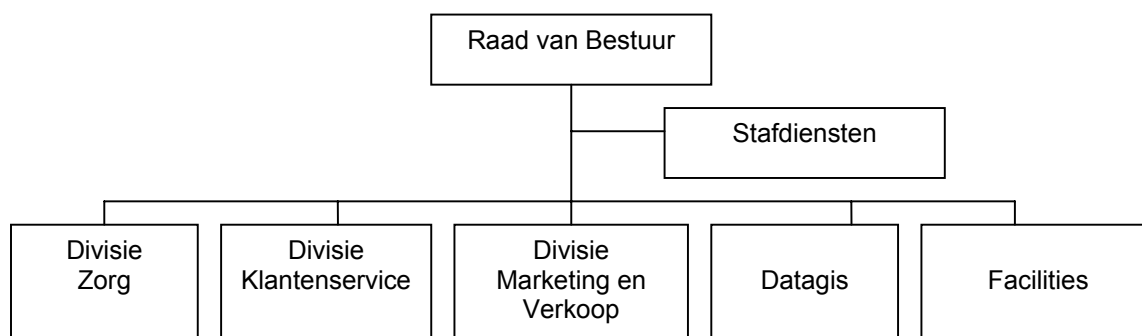 Raad van Bestuur
Stafdiensten
Divisie
Zorg
Divisie
Klantenservice
Divisie
Marketing en
Verkoop
Datagis
Facilities